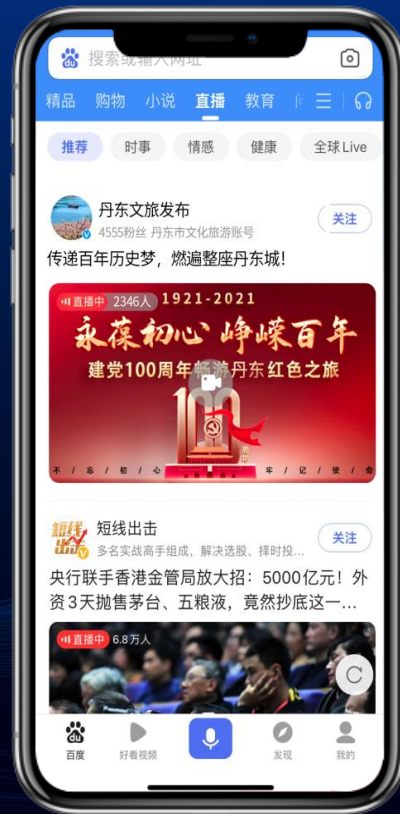 du
搜索或输入网址
精品 购物 小说 直播 教育
推荐 时事 情感 健康 全球Live
丹东文旅发布
4555粉丝 丹东市文化旅游账号
关注
传递百年历史梦，燃遍整座丹东城！
直播中 2346人
1921-2021
永葆初心 峥嵘百年
建党100周年畅游丹东红色之旅
100
不 / 忘 / 初 / 心
牢 / 记 / 使 / 命
短线出击
短线出击
多名实战高手组成，解决选股、择时投...
关注
央行联手香港金管局放大招：5000亿元！外
资3天抛售茅台、五粮液，竟然抄底这一...
直播中 6.8万人
du
百度 好看视频 发现 我的